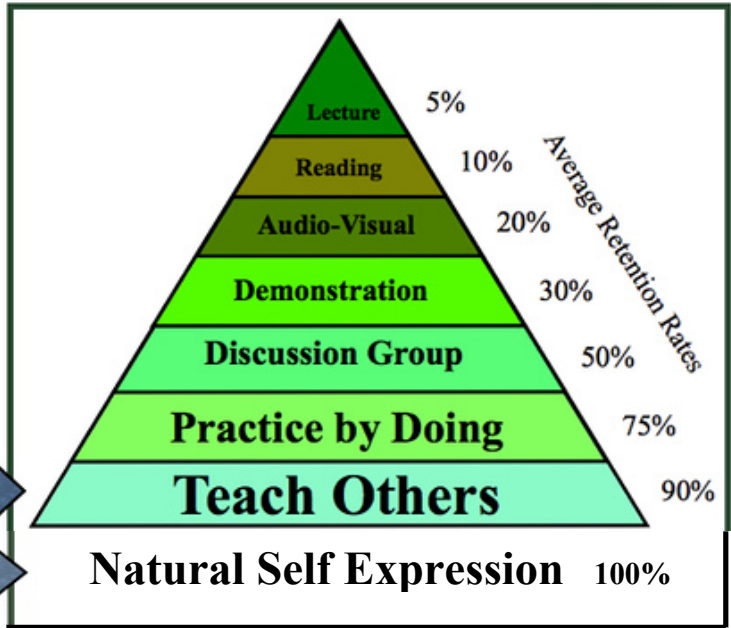 Lecture 5%
Reading 10%
Audio-Visual 20%
Demonstration 30%
Discussion Group 50%
Practice by Doing 75%
Teach Others 90%
Natural Self Expression 100%
Average Retention Rates